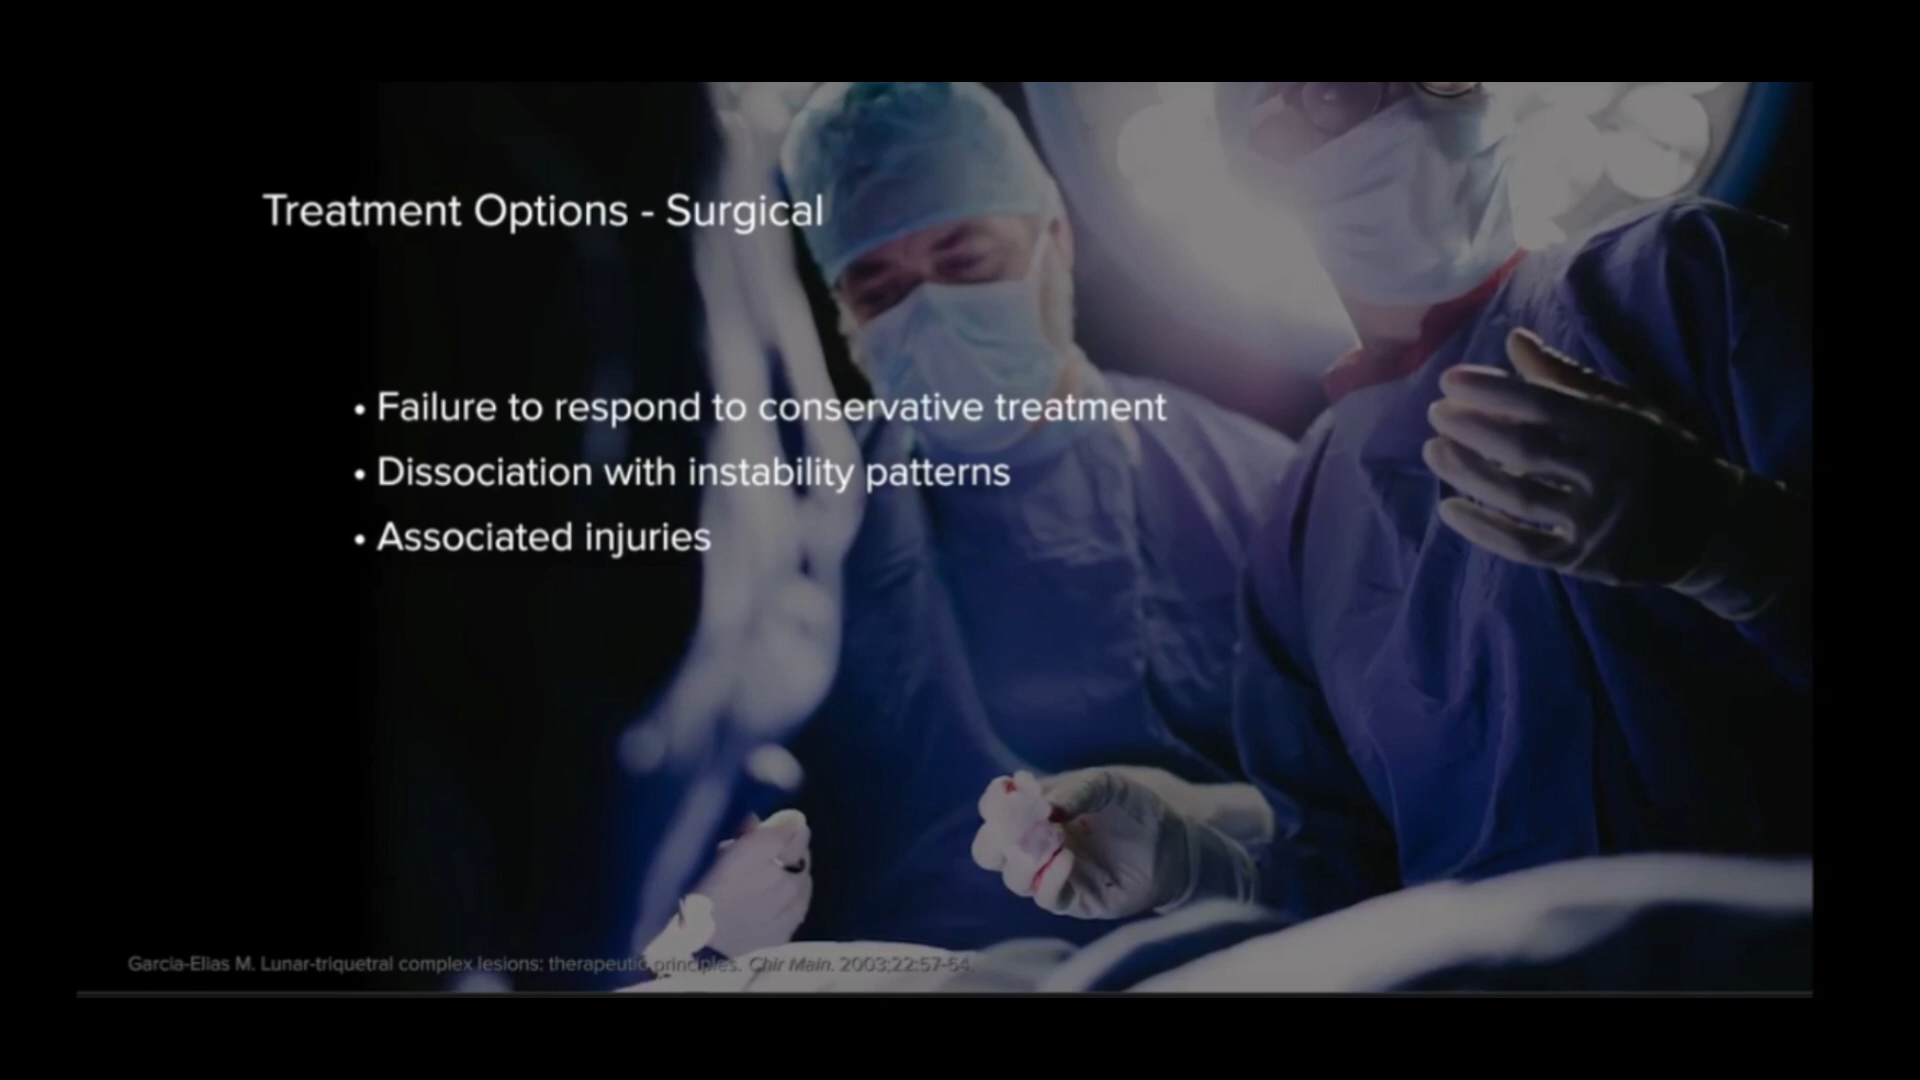 Treatment Options - Surgical
• Failure to respond to conservative treatment
• Dissociation with instability patterns
• Associated injuries
Garcia-Elias M. Lunar-triquetral complex lesions: therapeutic principles. Chir Main. 2003;22:57-64.